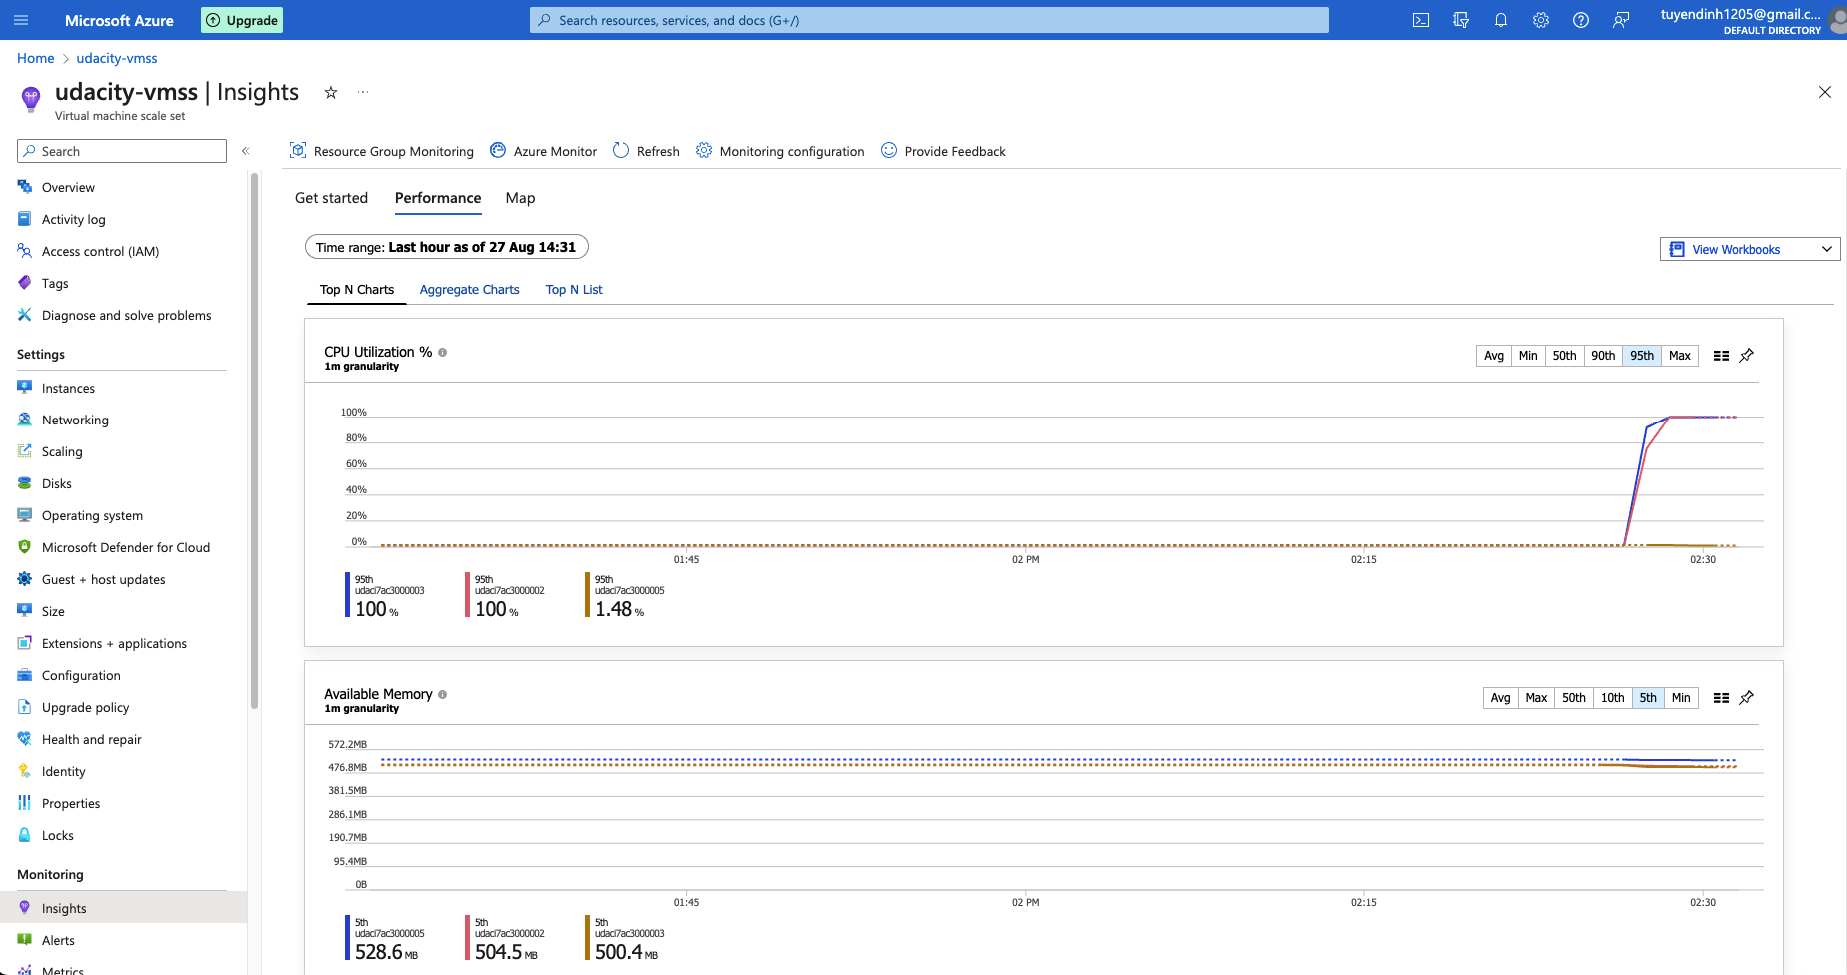 Microsoft Azure
Upgrade
Search resources, services, and docs (G+/)
tuyendinh1205@gmail.c...
DEFAULT DIRECTORY
Home > udacity-vmss
udacity-vmss | Insights
Virtual machine scale set
Search
Resource Group Monitoring
Azure Monitor
Refresh
Monitoring configuration
Provide Feedback
Overview
Activity log
Access control (IAM)
Tags
Diagnose and solve problems
Settings
Instances
Networking
Scaling
Disks
Operating system
Microsoft Defender for Cloud
Guest + host updates
Size
Extensions + applications
Configuration
Upgrade policy
Health and repair
Identity
Properties
Locks
Monitoring
Insights
Alerts
Metrics
Get started Performance Map
Time range: Last hour as of 27 Aug 14:31
View Workbooks
Top N Charts Aggregate Charts Top N List
CPU Utilization %
1m granularity
Avg Min 50th 90th 95th Max
100%
80%
60%
40%
20%
0%
01:45 02 PM 02:15 02:30
95th
udaci7ac3000003
100 %
95th
udaci7ac3000002
100 %
95th
udaci7ac3000005
1.48 %
Available Memory
1m granularity
Avg Max 50th 10th 5th Min
572.2MB
476.8MB
381.5MB
286.1MB
190.7MB
95.4MB
0B
01:45 02 PM 02:15 02:30
5th
udaci7ac3000005
528.6 MB
5th
udaci7ac3000002
504.5 MB
5th
udaci7ac3000003
500.4 MB